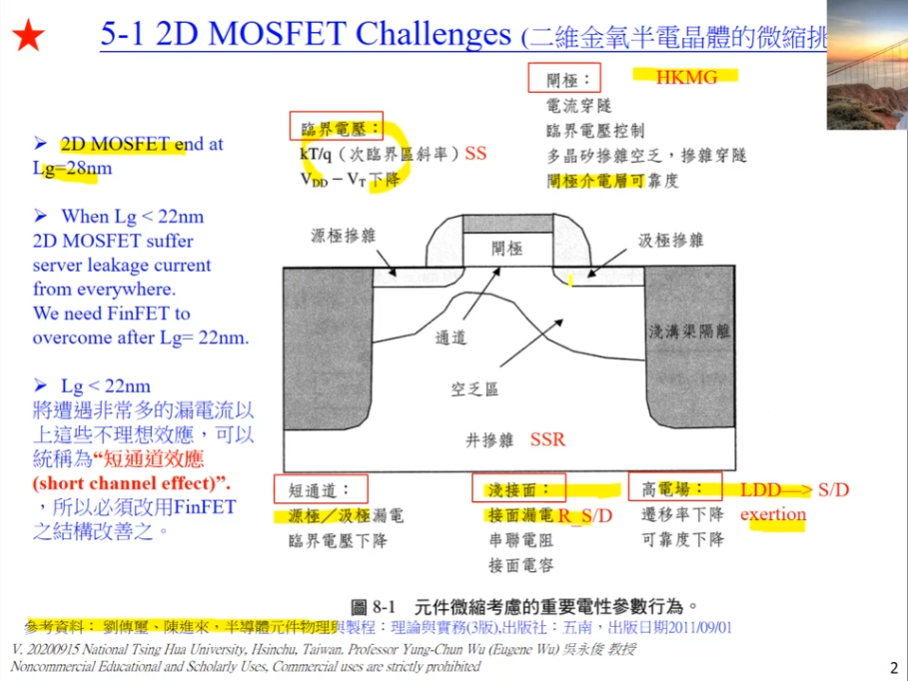 ★ 5-1 2D MOSFET Challenges (二維金氧半電晶體的微縮挑
閘極：
HKMG
電流穿隧
臨界電壓控制
多晶矽摻雜空乏，摻雜穿隧
閘極介電層可靠度
臨界電壓：
kT/q（次臨界區斜率）SS
VDD－VT下降
➢ 2D MOSFET end at
Lg=28nm
➢ When Lg < 22nm
2D MOSFET suffer
server leakage current
from everywhere.
We need FinFET to
overcome after Lg= 22nm.
➢ Lg < 22nm
將遭遇非常多的漏電流以
上這些不理想效應，可以
統稱為“短通道效應
(short channel effect)”.
，所以必須改用FinFET
之結構改善之。
源極摻雜
閘極
汲極摻雜
通道
淺溝渠隔離
空乏區
井摻雜 SSR
短通道：
源極／汲極漏電
臨界電壓下降
淺接面：
接面漏電 R_S/D
串聯電阻
接面電容
高電場：
LDD—> S/D
遷移率下降
exertion
可靠度下降
圖 8-1 元件微縮考慮的重要電性參數行為。
參考資料： 劉傳璽、陳進來，半導體元件物理與製程：理論與實務(3版),出版社：五南，出版日期2011/09/01
V. 20200915 National Tsing Hua University, Hsinchu, Taiwan. Professor Yung-Chun Wu (Eugene Wu) 吳永俊 教授
Noncommercial Educational and Scholarly Uses, Commercial uses are strictly prohibited
2